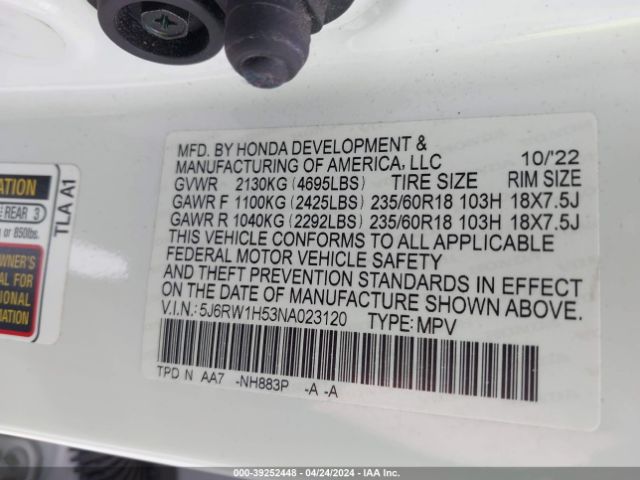 MFD. BY HONDA DEVELOPMENT &
MANUFACTURING OF AMERICA, LLC 10/'22
GVWR 2130KG (4695LBS) TIRE SIZE RIM SIZE
GAWR F 1100KG (2425LBS) 235/60R18 103H 18X7.5J
GAWR R 1040KG (2292LBS) 235/60R18 103H 18X7.5J
THIS VEHICLE CONFORMS TO ALL APPLICABLE
FEDERAL MOTOR VEHICLE SAFETY
AND THEFT PREVENTION STANDARDS IN EFFECT
ON THE DATE OF MANUFACTURE SHOWN ABOVE.
V.I.N.: 5J6RW1H53NA023120 TYPE: MPV
TPD N AA7 -NH883P -A -A
ATION
REAR 3
or 850lbs.
OWNER'S
AL FOR
IONAL
MATION
TLA A1
000-39252448 - 04/24/2024 - IAA Inc.